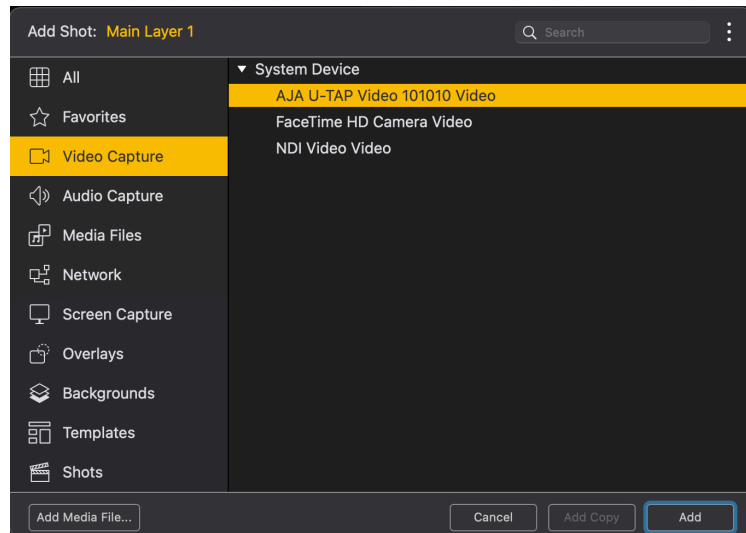 Add Shot: Main Layer 1
Search
All
Favorites
Video Capture
Audio Capture
Media Files
Network
Screen Capture
Overlays
Backgrounds
Templates
Shots
System Device
AJA U-TAP Video 101010 Video
FaceTime HD Camera Video
NDI Video Video
Add Media File...
Cancel
Add Copy
Add